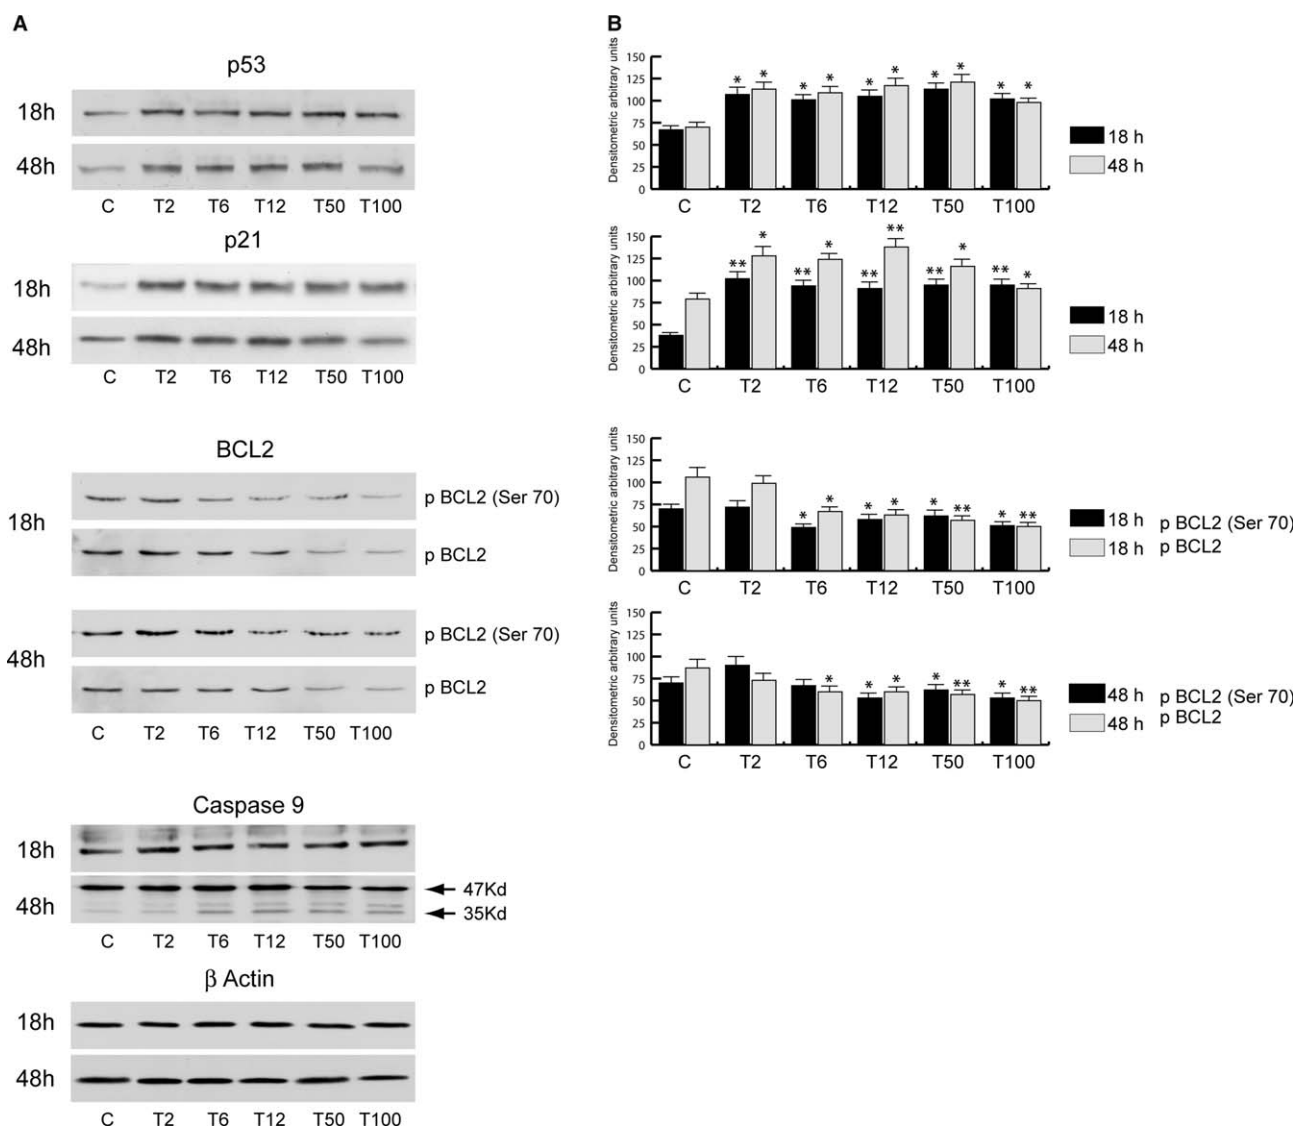 A
p53
18h
48h
C T2 T6 T12 T50 T100
p21
18h
48h
C T2 T6 T12 T50 T100
BCL2
18h
p BCL2 (Ser 70)
p BCL2
48h
p BCL2 (Ser 70)
p BCL2
C T2 T6 T12 T50 T100
Caspase 9
18h
48h
47Kd
35Kd
C T2 T6 T12 T50 T100
β Actin
18h
48h
C T2 T6 T12 T50 T100
B
Densitometric arbitrary units
150
125
100
75
50
25
0
* * * * * * * * * *
C T2 T6 T12 T50 T100
18 h
48 h
Densitometric arbitrary units
150
125
100
75
50
25
0
** * ** * ** ** ** * ** *
C T2 T6 T12 T50 T100
18 h
48 h
Densitometric arbitrary units
150
125
100
75
50
25
0
* * * * * ** * **
C T2 T6 T12 T50 T100
18 h p BCL2 (Ser 70)
18 h p BCL2
Densitometric arbitrary units
150
125
100
75
50
25
0
* * * * ** * **
C T2 T6 T12 T50 T100
48 h p BCL2 (Ser 70)
48 h p BCL2